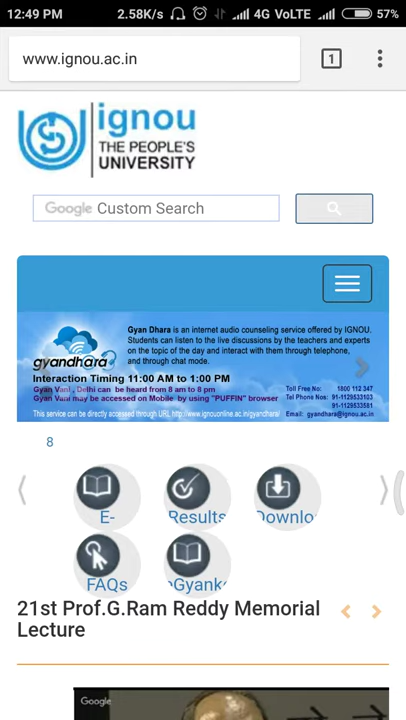 12:49 PM 2.58K/s 4G VoLTE 57%
www.ignou.ac.in 1
ignou
THE PEOPLE'S
UNIVERSITY
Google Custom Search
Gyan Dhara is an internet audio counseling service offered by IGNOU.
Students can listen to the live discussions by the teachers and experts
on the topic of the day and interact with them through telephone,
and through chat mode.
gyandhara
Interaction Timing 11:00 AM to 1:00 PM
Gyan Vani, Delhi can be heard from 8 am to 8 pm
Gyan Vani may be accessed on Mobile by using "PUFFIN" browser
This service can be directly accessed through URL http://www.ignouonline.ac.in/gyandhara/
Toll Free No: 1800 112 347
Tel Phone Nos: 91-1129533103
91-1129533581
Email: gyandhara@ignou.ac.in
8
E- Results Downlo
FAQs eGyank
21st Prof.G.Ram Reddy Memorial
Lecture
Google